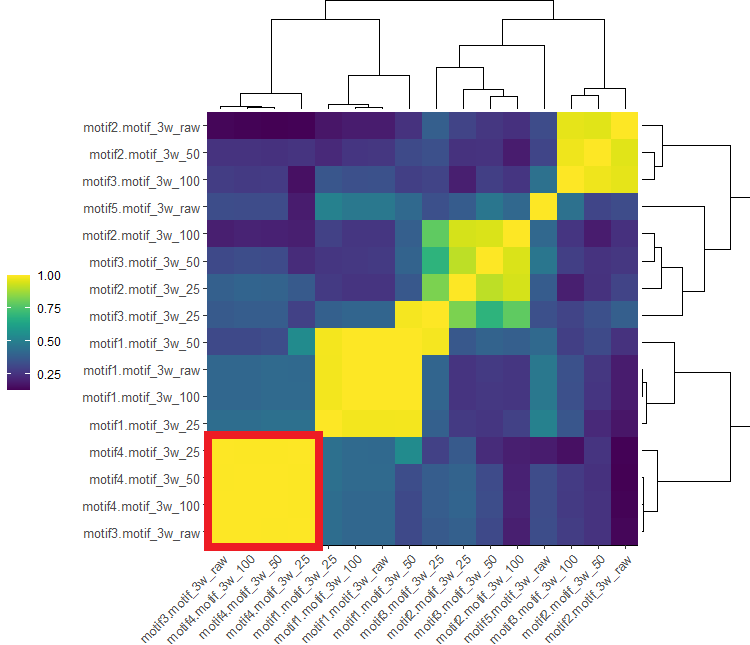 motif2.motif_3w_raw
motif2.motif_3w_50
motif3.motif_3w_100
motif5.motif_3w_raw
motif2.motif_3w_100
motif3.motif_3w_50
motif2.motif_3w_25
motif3.motif_3w_25
motif1.motif_3w_50
motif1.motif_3w_raw
motif1.motif_3w_100
motif1.motif_3w_25
motif4.motif_3w_25
motif4.motif_3w_50
motif4.motif_3w_100
motif3.motif_3w_raw
1.00
0.75
0.50
0.25
motif3.motif_3w_raw
motif4.motif_3w_100
motif4.motif_3w_50
motif4.motif_3w_25
motif1.motif_3w_25
motif1.motif_3w_100
motif1.motif_3w_raw
motif1.motif_3w_50
motif3.motif_3w_25
motif2.motif_3w_25
motif3.motif_3w_50
motif2.motif_3w_100
motif5.motif_3w_raw
motif3.motif_3w_100
motif2.motif_3w_50
motif2.motif_3w_raw